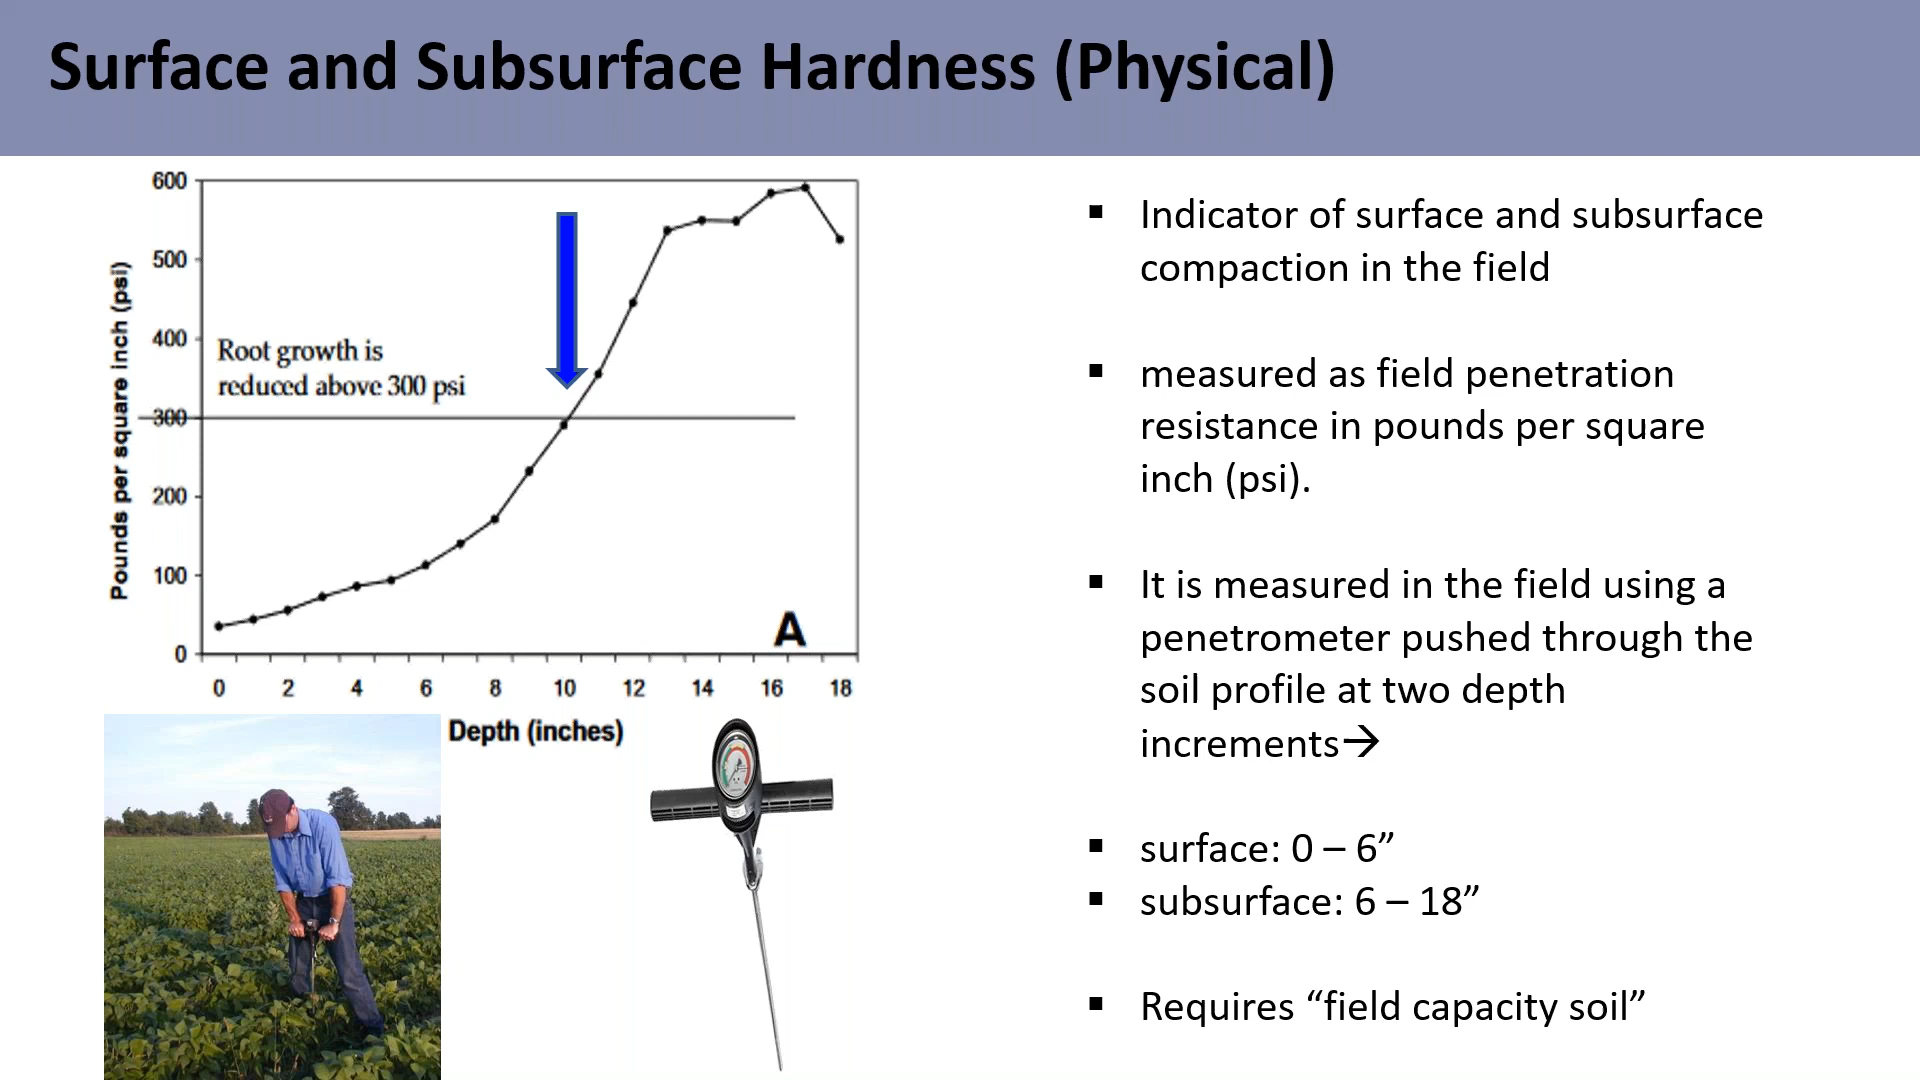 Surface and Subsurface Hardness (Physical)
600
500
400
300
200
100
0
Pounds per square inch (psi)
Root growth is
reduced above 300 psi
A
0 2 4 6 8 10 12 14 16 18
Depth (inches)
▪ Indicator of surface and subsurface
compaction in the field
▪ measured as field penetration
resistance in pounds per square
inch (psi).
▪ It is measured in the field using a
penetrometer pushed through the
soil profile at two depth
increments→
▪ surface: 0 – 6”
▪ subsurface: 6 – 18”
▪ Requires “field capacity soil”